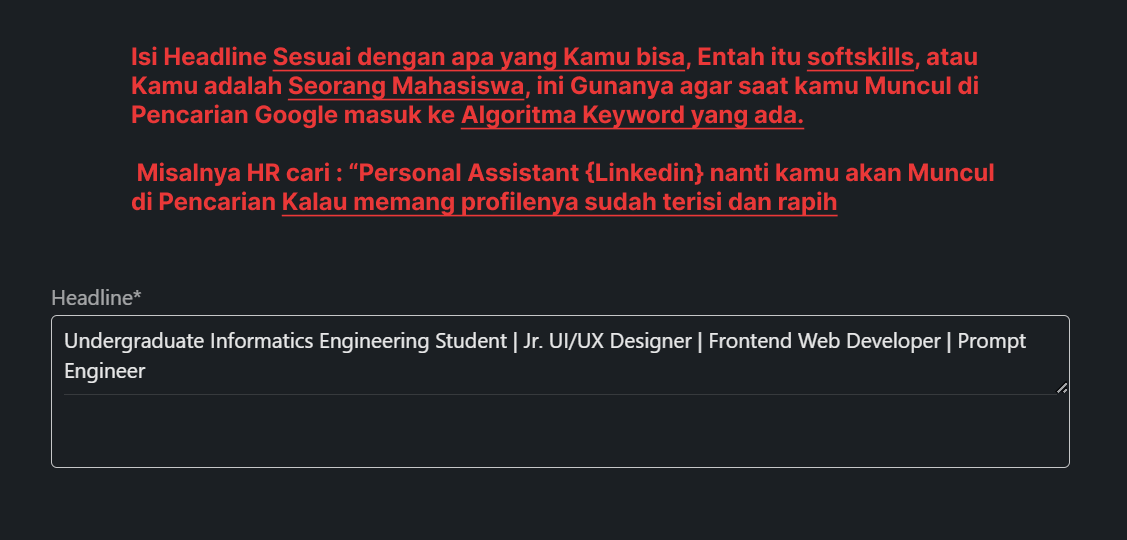 Isi Headline Sesuai dengan apa yang Kamu bisa, Entah itu softskills, atau
Kamu adalah Seorang Mahasiswa, ini Gunanya agar saat kamu Muncul di
Pencarian Google masuk ke Algoritma Keyword yang ada.
Misalnya HR cari : “Personal Assistant {Linkedin} nanti kamu akan Muncul
di Pencarian Kalau memang profilenya sudah terisi dan rapih
Headline*
Undergraduate Informatics Engineering Student | Jr. UI/UX Designer | Frontend Web Developer | Prompt
Engineer